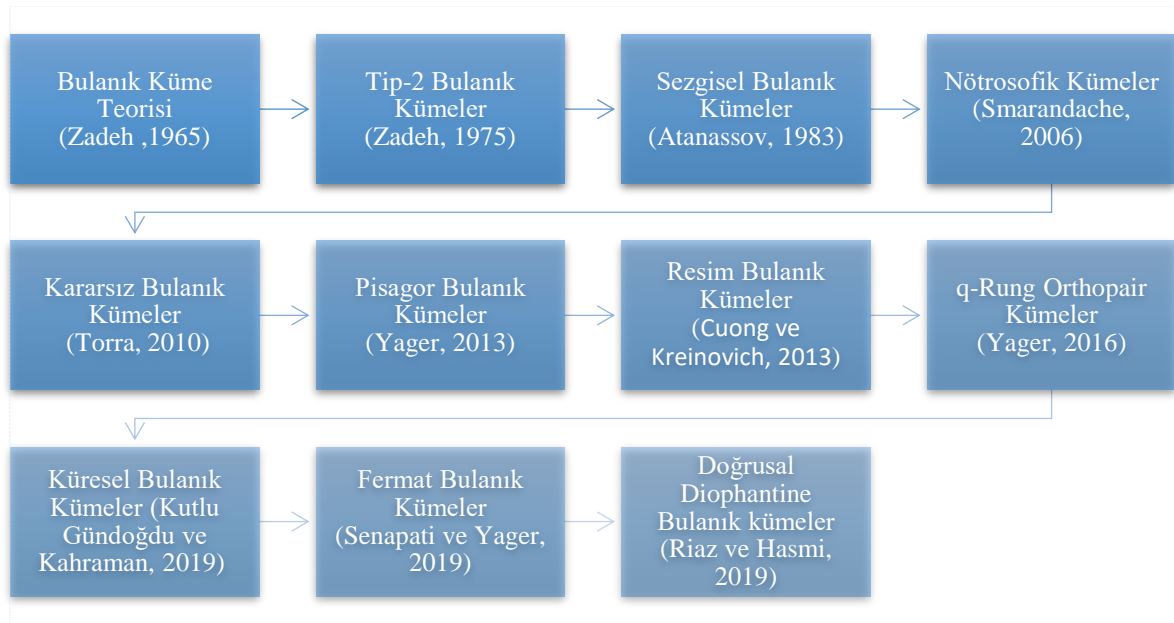 Bulanık Küme
Teorisi
(Zadeh ,1965)
Tip-2 Bulanık
Kümeler
(Zadeh, 1975)
Sezgisel Bulanık
Kümeler
(Atanassov, 1983)
Nötrosofik Kümeler
(Smarandache,
2006)
Kararsız Bulanık
Kümeler
(Torra, 2010)
Pisagor Bulanık
Kümeler
(Yager, 2013)
Resim Bulanık
Kümeler
(Cuong ve
Kreinovich, 2013)
q-Rung Orthopair
Kümeler
(Yager, 2016)
Küresel Bulanık
Kümeler (Kutlu
Gündoğdu ve
Kahraman, 2019)
Fermat Bulanık
Kümeler
(Senapati ve Yager,
2019)
Doğrusal
Diophantine
Bulanık kümeler
(Riaz ve Hasmi,
2019)